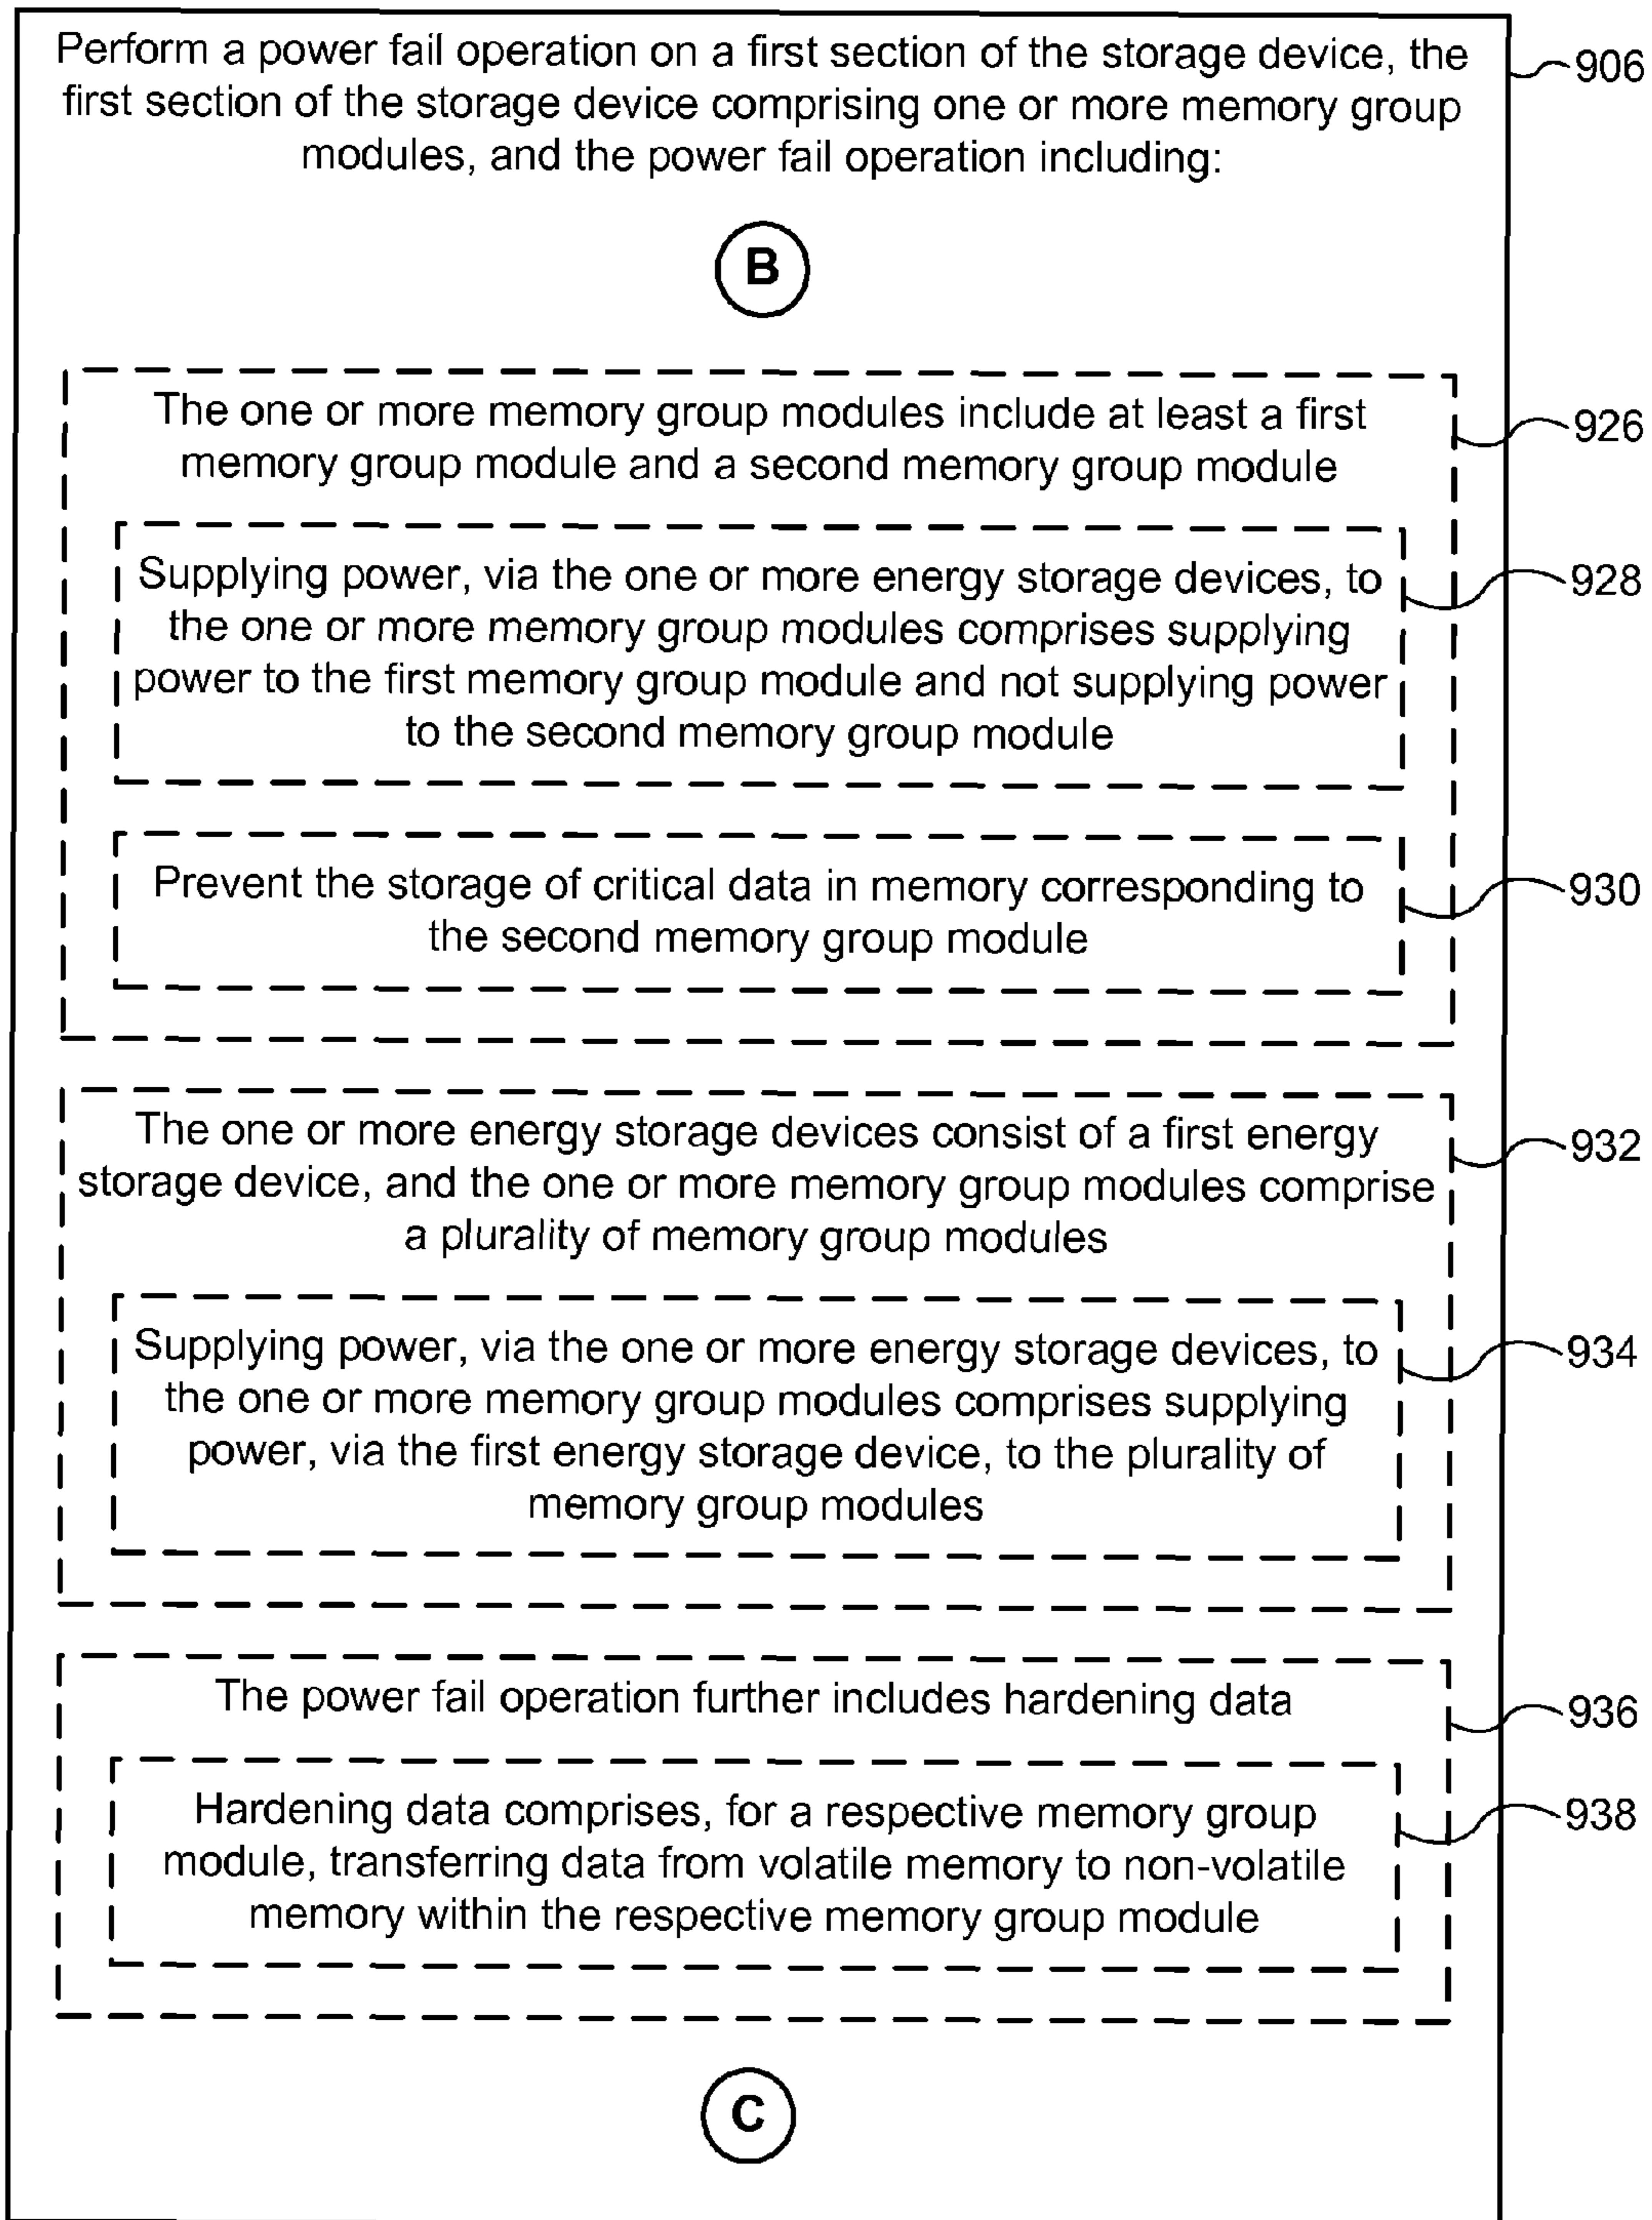 Perform a power fail operation on a first section of the storage device, the
first section of the storage device comprising one or more memory group
modules, and the power fail operation including:
906
B
The one or more memory group modules include at least a first
memory group module and a second memory group module
926
Supplying power, via the one or more energy storage devices, to
the one or more memory group modules comprises supplying
power to the first memory group module and not supplying power
to the second memory group module
928
Prevent the storage of critical data in memory corresponding to
the second memory group module
930
The one or more energy storage devices consist of a first energy
storage device, and the one or more memory group modules comprise
a plurality of memory group modules
932
Supplying power, via the one or more energy storage devices, to
the one or more memory group modules comprises supplying
power, via the first energy storage device, to the plurality of
memory group modules
934
The power fail operation further includes hardening data
936
Hardening data comprises, for a respective memory group
module, transferring data from volatile memory to non-volatile
memory within the respective memory group module
938
C